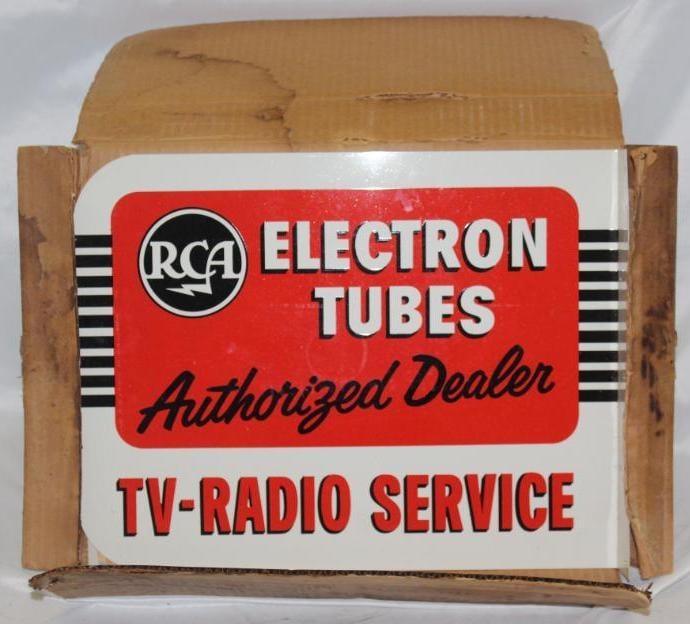 RCA
ELECTRON
TUBES
Authorized Dealer
TV-RADIO SERVICE